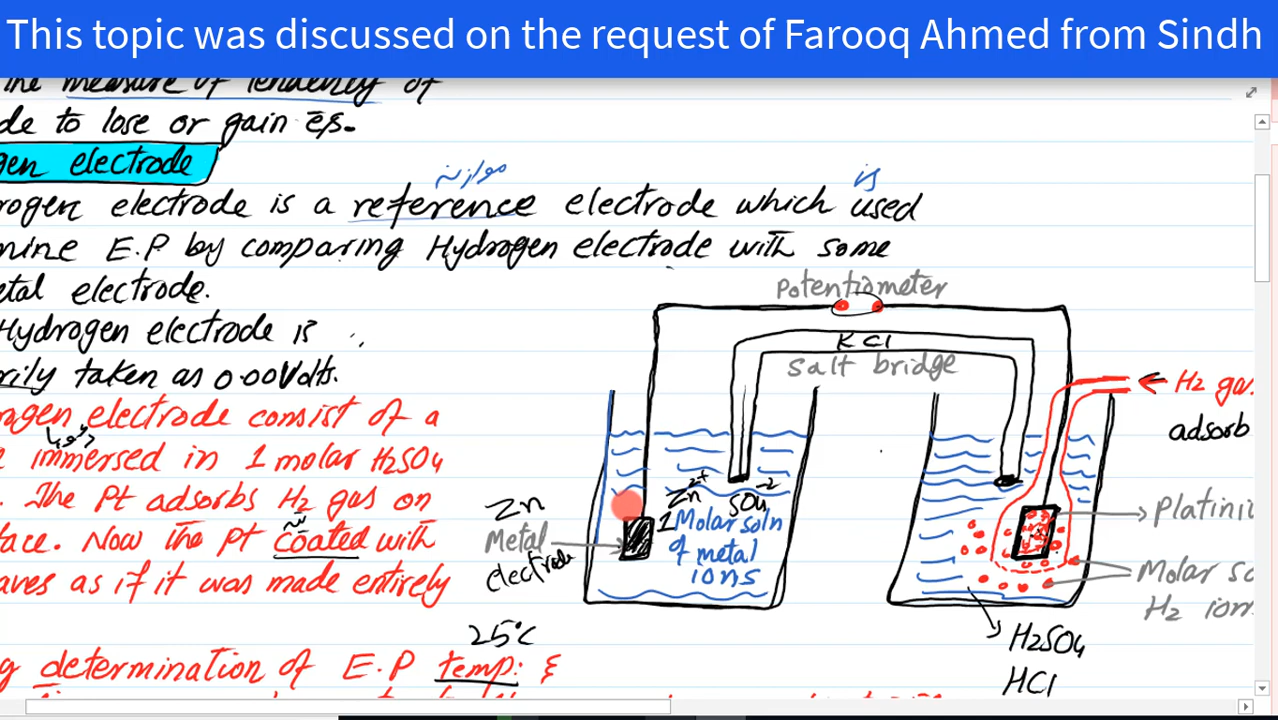 This topic was discussed on the request of Farooq Ahmed from Sindh
the measure of tendency of
de to lose or gain es.
gen electrode
موازنہ
is
rogen electrode is a reference electrode which used
mine E.P by comparing Hydrogen electrode with some
etal electrode.
Potentiometer
Hydrogen electrode is
KCl
Salt bridge
rily taken as 0.00Volts.
H2 gas
rogen electrode consist of a
adsorb
immersed in 1 molar H2SO4
Zn2+
SO4-2
Zn
. The Pt adsorbs H2 gas on
1Molar soln
Platini
Metal
face. Now the Pt coated with
of metal
electrode
ions
Molar so
aves as if it was made entirely
H2 ion
25°C
H2SO4
g determination of E.P temp: &
HCl